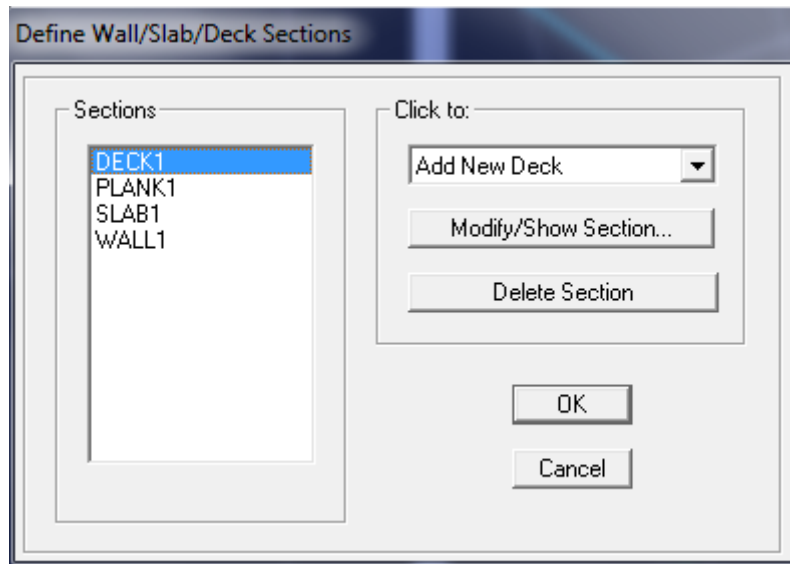 Define Wall/Slab/Deck Sections
Sections
DECK1
PLANK1
SLAB1
WALL1
Click to:
Add New Deck
Modify/Show Section...
Delete Section
OK
Cancel